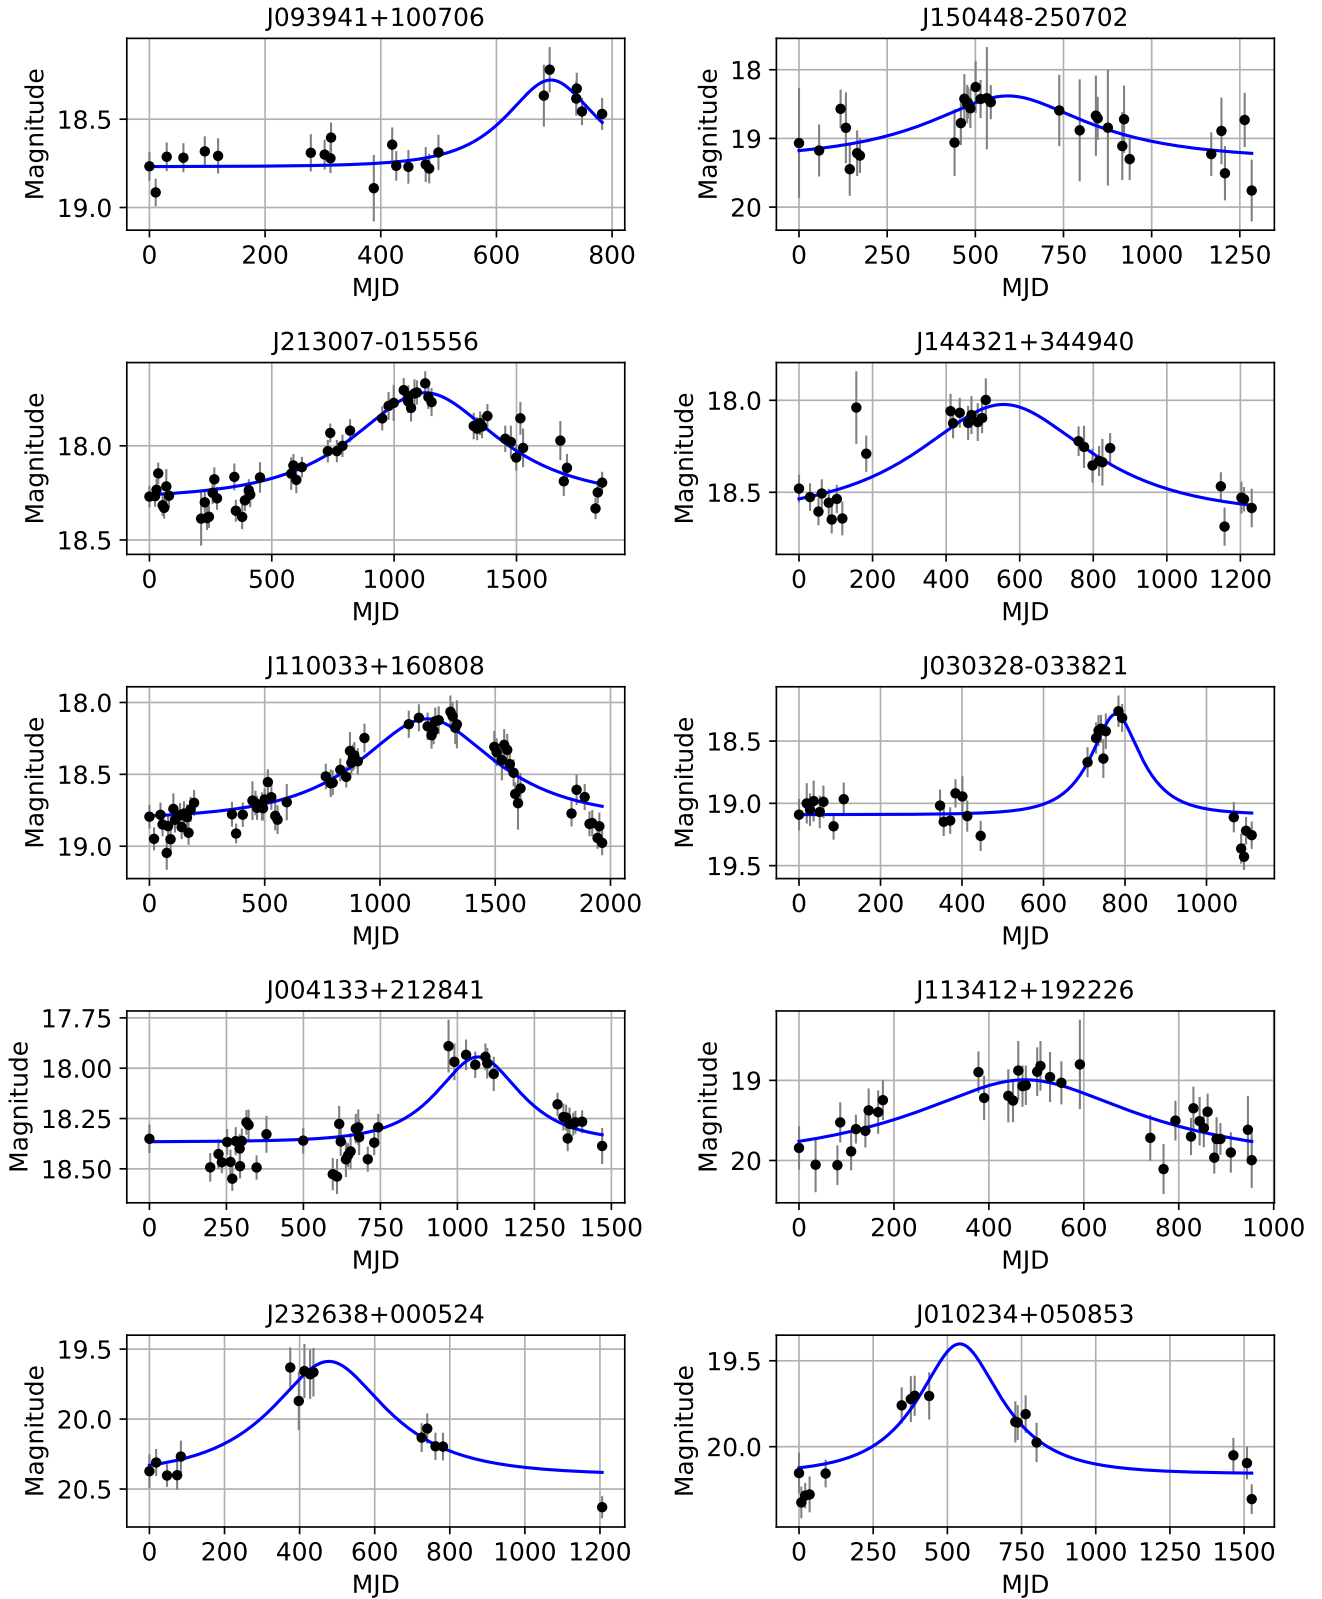 J093941+100706
Magnitude
18.5
19.0
0 200 400 600 800
MJD
J150448-250702
Magnitude
18
19
20
0 250 500 750 1000 1250
MJD
J213007-015556
Magnitude
18.0
18.5
0 500 1000 1500
MJD
J144321+344940
Magnitude
18.0
18.5
0 200 400 600 800 1000 1200
MJD
J110033+160808
Magnitude
18.0
18.5
19.0
0 500 1000 1500 2000
MJD
J030328-033821
Magnitude
18.5
19.0
19.5
0 200 400 600 800 1000
MJD
J004133+212841
Magnitude
17.75
18.00
18.25
18.50
0 250 500 750 1000 1250 1500
MJD
J113412+192226
Magnitude
19
20
0 200 400 600 800 1000
MJD
J232638+000524
Magnitude
19.5
20.0
20.5
0 200 400 600 800 1000 1200
MJD
J010234+050853
Magnitude
19.5
20.0
0 250 500 750 1000 1250 1500
MJD